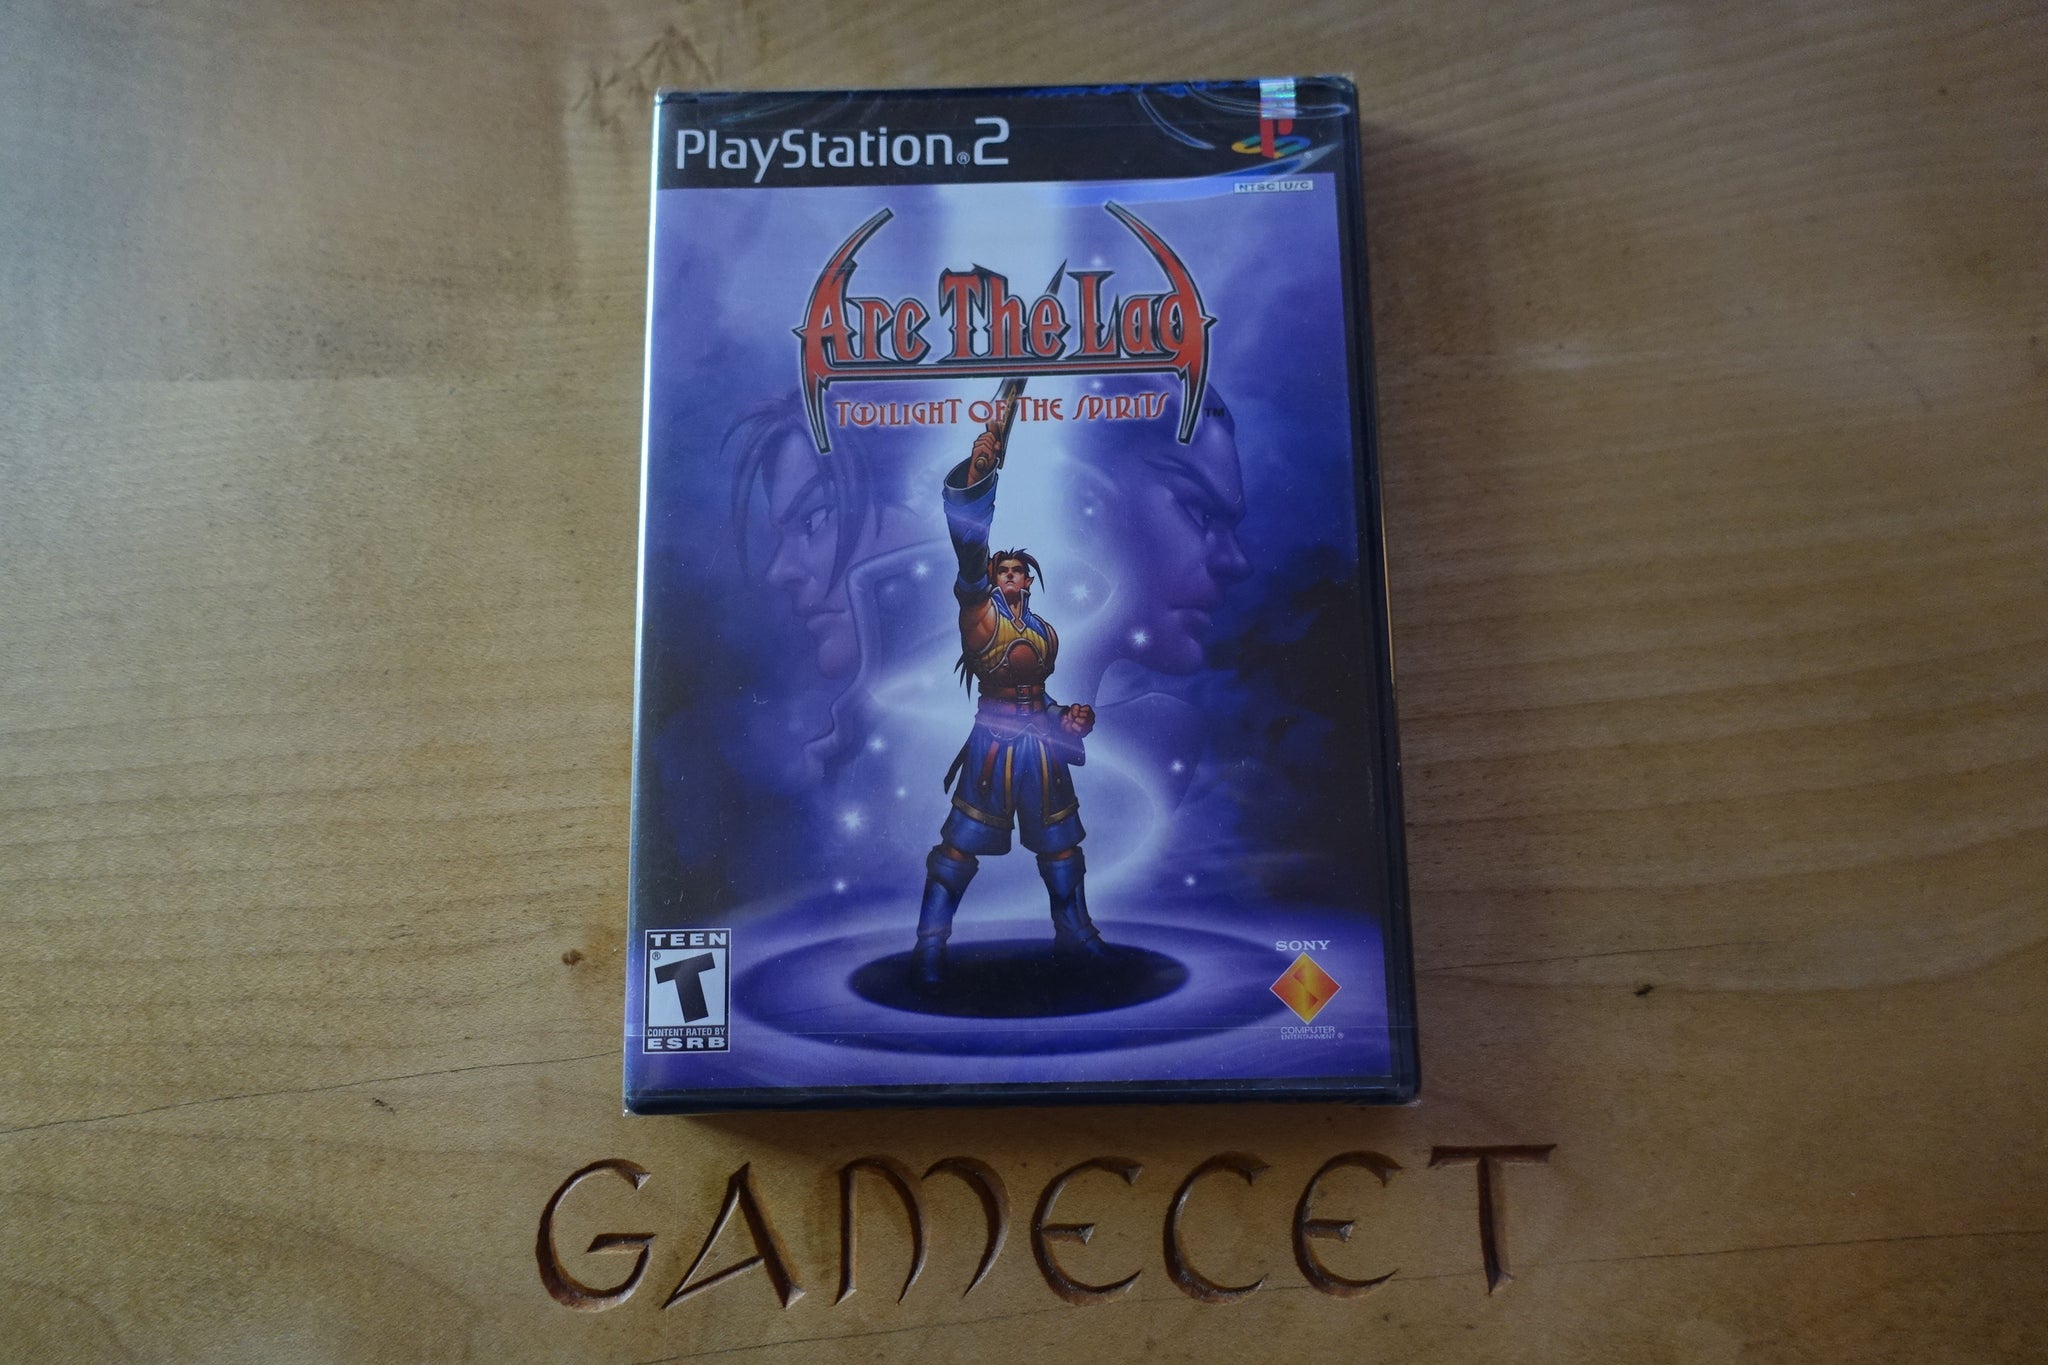 PlayStation®2
NTSC U/C
Arc The Lad
TWILIGHT OF THE SPIRITS™
TEEN
T®
CONTENT RATED BY
ESRB
SONY
COMPUTER
ENTERTAINMENT®
GAMECET